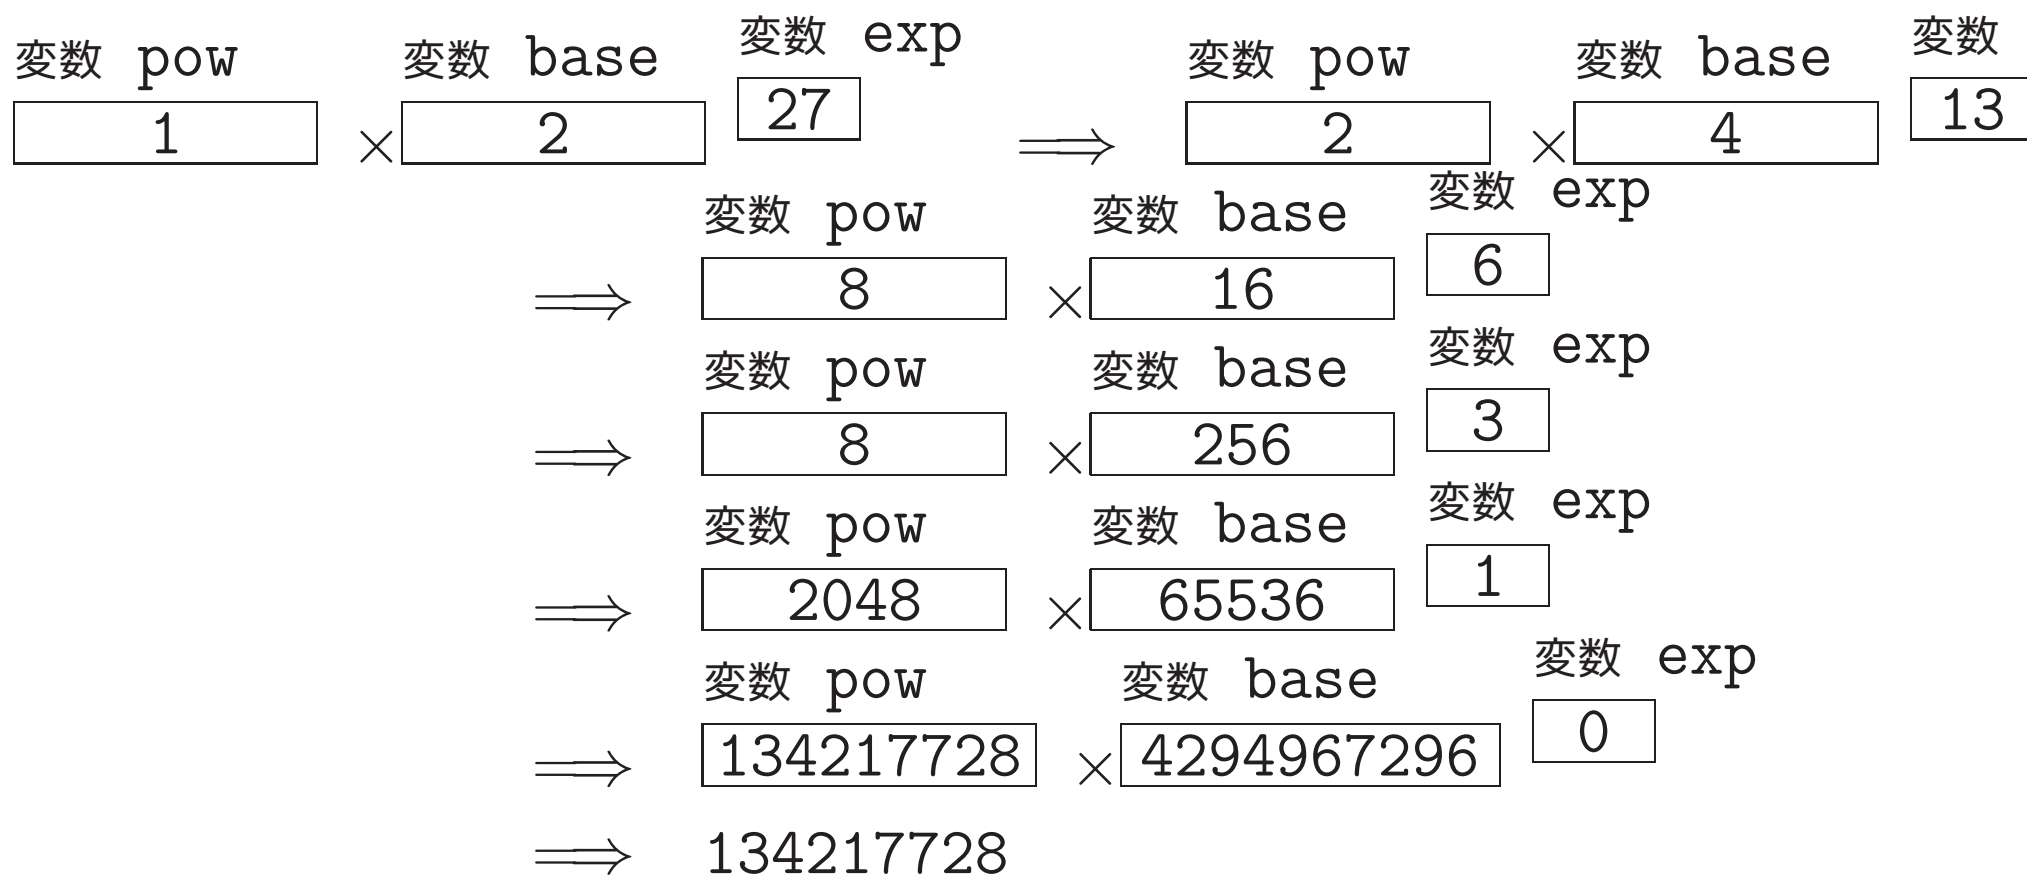 変数 pow 変数 base 変数 exp 変数 pow 変数 base 変数
1 × 2 27 ⟹ 2 × 4 13
変数 pow 変数 base 変数 exp
⟹ 8 × 16 6
変数 pow 変数 base 変数 exp
⟹ 8 × 256 3
変数 pow 変数 base 変数 exp
⟹ 2048 × 65536 1
変数 pow 変数 base 変数 exp
⟹ 134217728 × 4294967296 0
⟹ 134217728